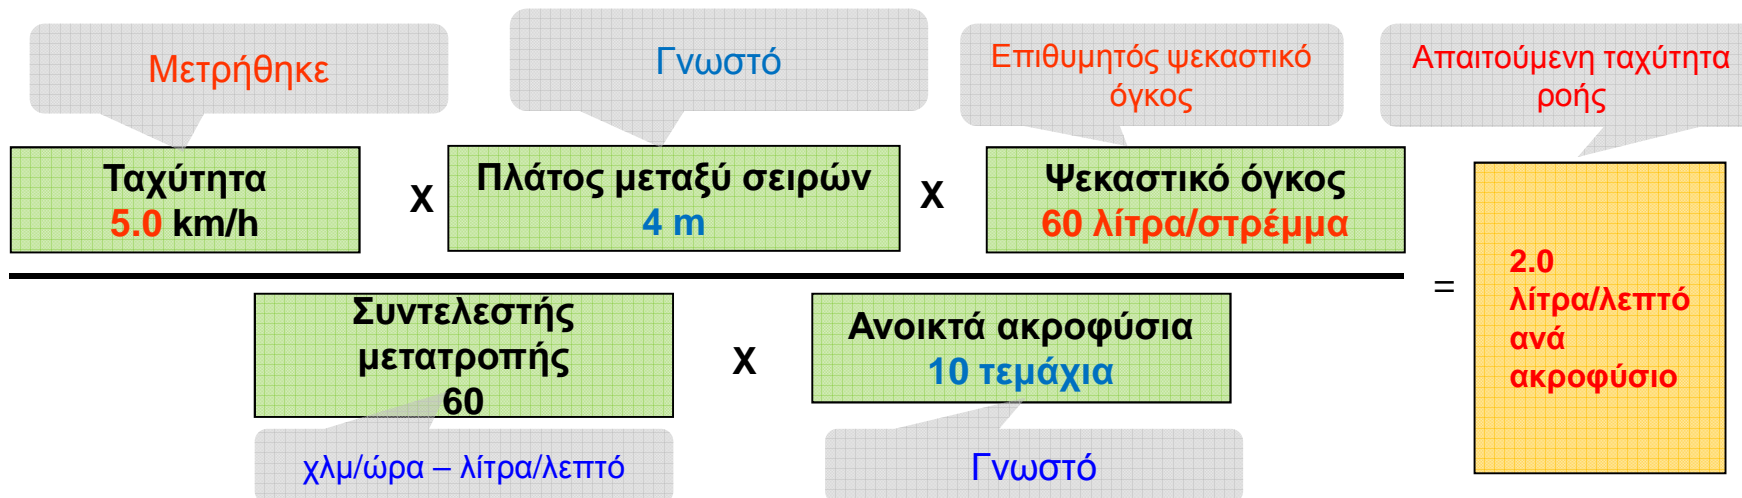 Μετρήθηκε
Γνωστό
Επιθυμητός ψεκαστικό
όγκος
Απαιτούμενη ταχύτητα
ροής
Ταχύτητα
5.0 km/h
X
Πλάτος μεταξύ σειρών
4 m
X
Ψεκαστικό όγκος
60 λίτρα/στρέμμα
=
2.0
λίτρα/λεπτό
ανά
ακροφύσιο
Συντελεστής
μετατροπής
60
X
Ανοικτά ακροφύσια
10 τεμάχια
χλμ/ώρα – λίτρα/λεπτό
Γνωστό